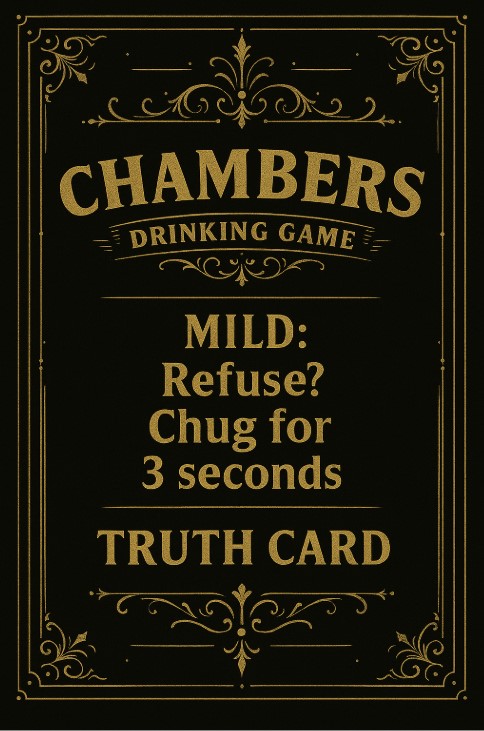 CHAMBERS
DRINKING GAME
MILD:
Refuse?
Chug for
3 seconds
TRUTH CARD